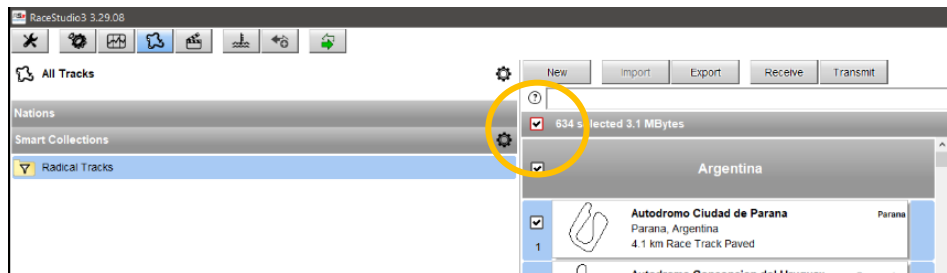 RaceStudio3 3.29.08
All Tracks
New Import Export Receive Transmit
?
Nations
634 selected 3.1 MBytes
Smart Collections
Radical Tracks
Argentina
Autodromo Ciudad de Parana Parana
Parana, Argentina
1 4.1 km Race Track Paved